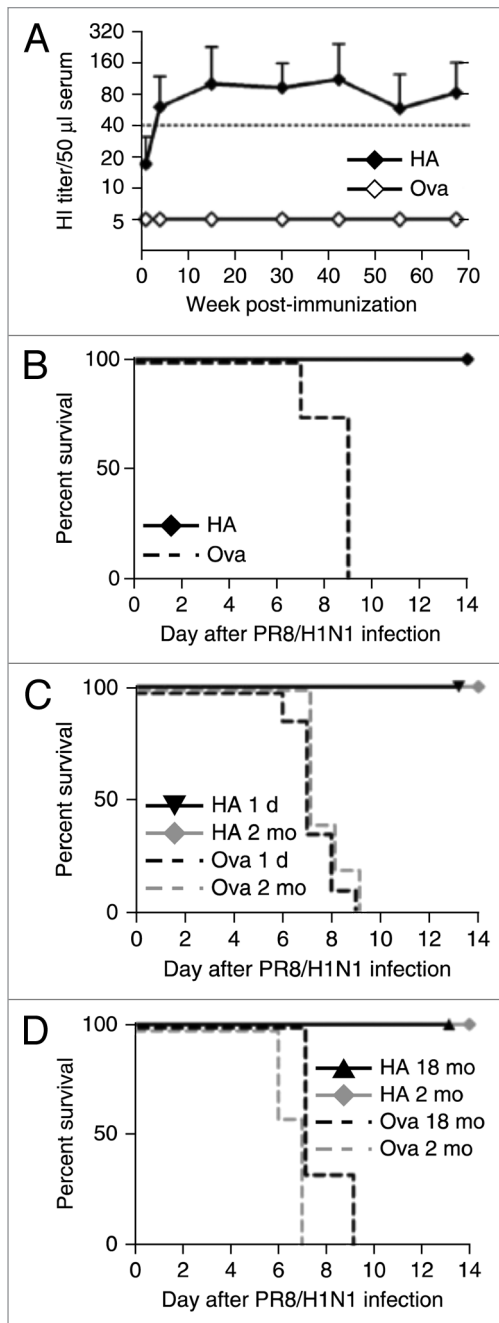 A
HI titer/50 µl serum
320
160
80
40
20
10
5
HA
Ova
0 10 20 30 40 50 60 70
Week post-immunization
B
Percent survival
100
50
0
HA
Ova
0 2 4 6 8 10 12 14
Day after PR8/H1N1 infection
C
Percent survival
100
50
0
HA 1 d
HA 2 mo
Ova 1 d
Ova 2 mo
0 2 4 6 8 10 12 14
Day after PR8/H1N1 infection
D
Percent survival
100
50
0
HA 18 mo
HA 2 mo
Ova 18 mo
Ova 2 mo
0 2 4 6 8 10 12 14
Day after PR8/H1N1 infection